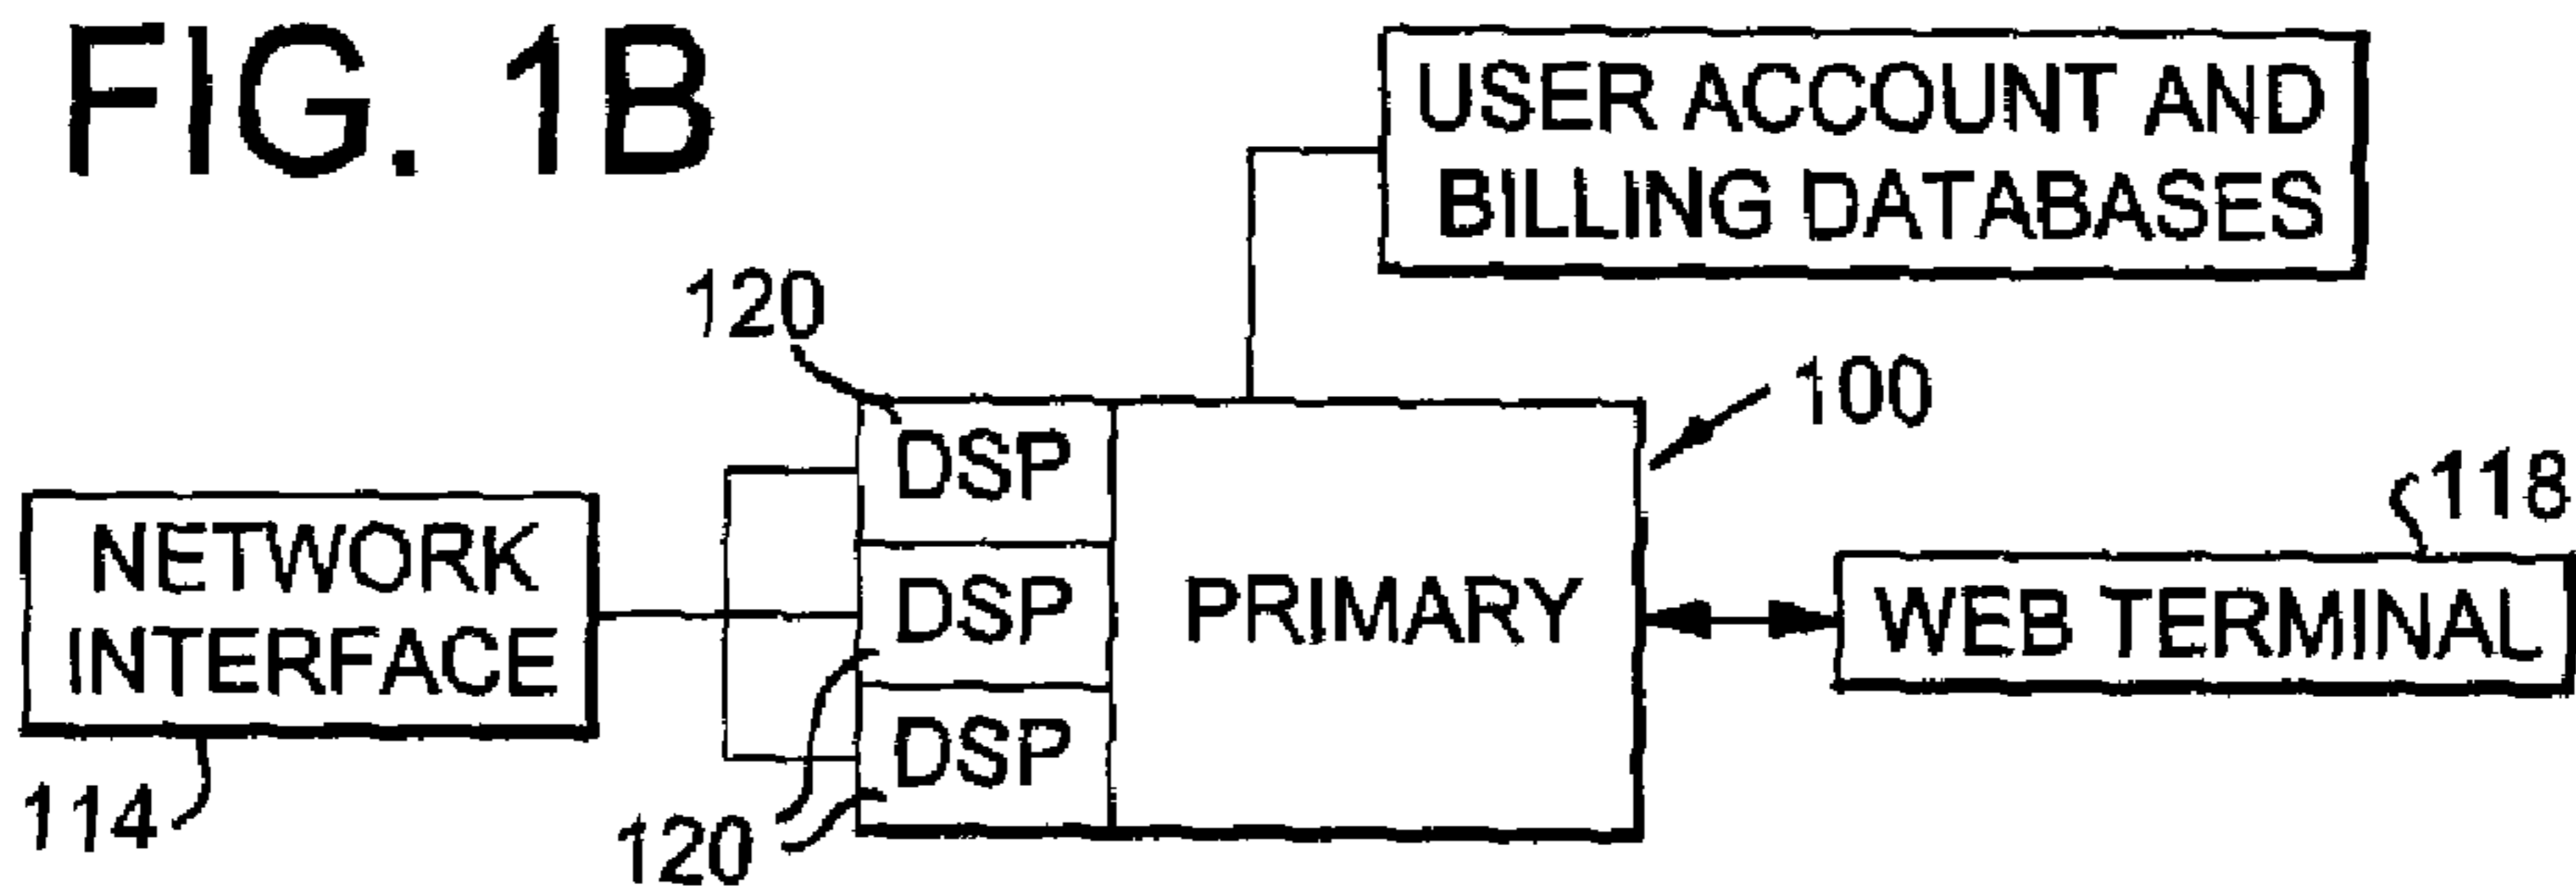 FIG. 1B
USER ACCOUNT AND
BILLING DATABASES
120
100
DSP
118
NETWORK
INTERFACE
DSP
PRIMARY
WEB TERMINAL
DSP
114
120